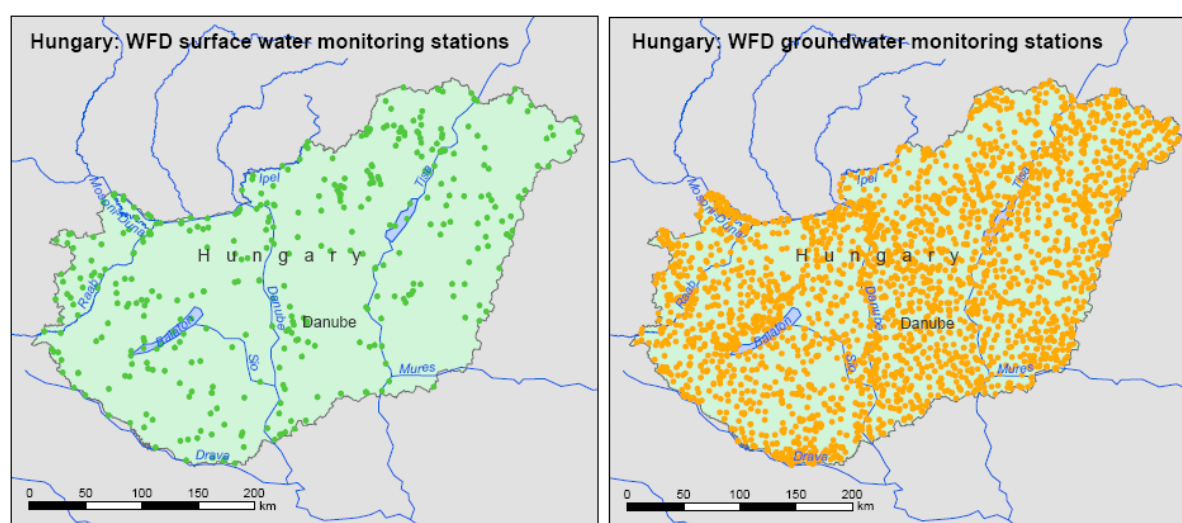 Hungary: WFD surface water monitoring stations
Ipel
Tisa
Mosoni-Duna
Hungary
Raab
Danube
Danube
Balaton
Sio
Mures
Drava
0 50 100 150 200
km
Hungary: WFD groundwater monitoring stations
Ipel
Tisa
Mosoni-Duna
Hungary
Raab
Danube
Danube
Balaton
Sio
Mures
Drava
0 50 100 150 200
km